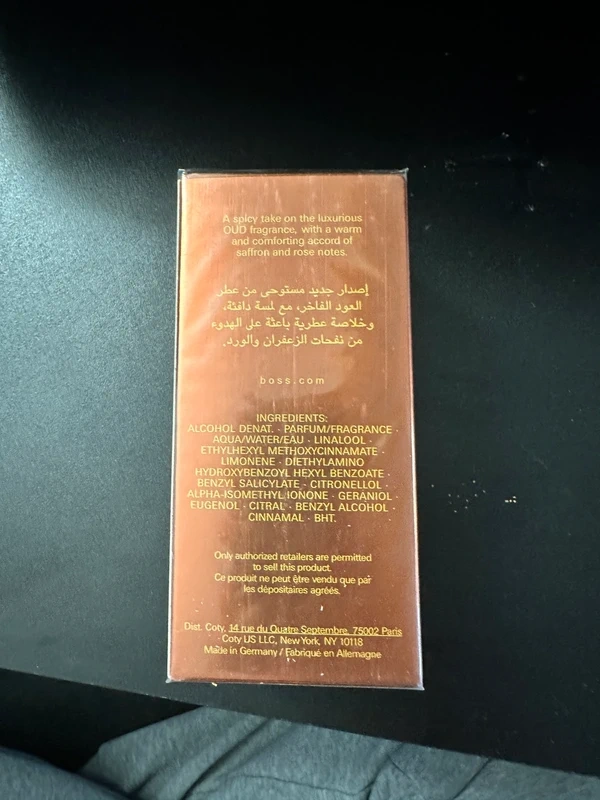 A spicy take on the luxurious
OUD fragrance, with a warm
and comforting accord of
saffron and rose notes.
إصدار جديد مستوحى من عطر
العود الفاخر، مع لمسة دافئة،
وخلاصة عطرية باعثة على الهدوء
من نفحات الزعفران والورد.
boss.com
INGREDIENTS:
ALCOHOL DENAT. · PARFUM/FRAGRANCE ·
AQUA/WATER/EAU · LINALOOL ·
ETHYLHEXYL METHOXYCINNAMATE ·
LIMONENE · DIETHYLAMINO
HYDROXYBENZOYL HEXYL BENZOATE ·
BENZYL SALICYLATE · CITRONELLOL ·
ALPHA-ISOMETHYL IONONE · GERANIOL ·
EUGENOL · CITRAL · BENZYL ALCOHOL ·
CINNAMAL · BHT.
Only authorized retailers are permitted
to sell this product.
Ce produit ne peut être vendu que par
les dépositaires agréés.
Dist. Coty, 14 rue du Quatre Septembre, 75002 Paris
Coty US LLC, New York, NY 10118
Made in Germany / Fabriqué en Allemagne